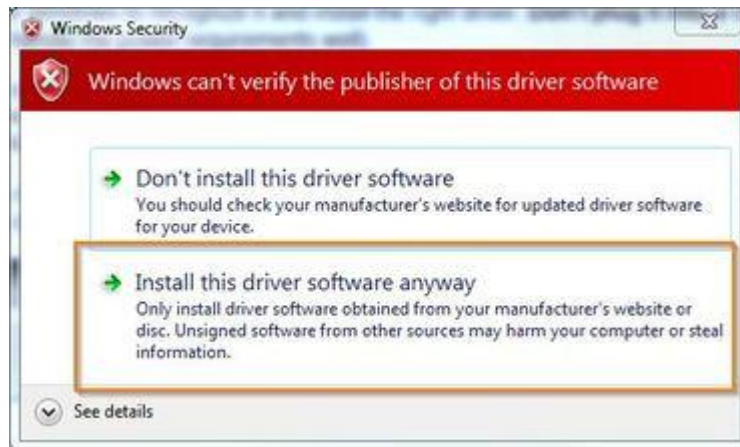 Windows Security
Windows can't verify the publisher of this driver software
Don't install this driver software
You should check your manufacturer's website for updated driver software
for your device.
Install this driver software anyway
Only install driver software obtained from your manufacturer's website or
disc. Unsigned software from other sources may harm your computer or steal
information.
See details